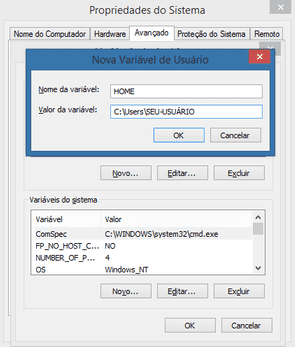 Propriedades do Sistema
Nome do Computador Hardware Avançado Proteção do Sistema Remoto
Nova Variável de Usuário
Nome da variável: HOME
Valor da variável: C:\Users\SEU-USUÁRIO
OK Cancelar
Novo... Editar... Excluir
Variáveis do sistema
Variável Valor
ComSpec C:\WINDOWS\system32\cmd.exe
FP_NO_HOST_C... NO
NUMBER_OF_P... 4
OS Windows_NT
Novo... Editar... Excluir
OK Cancelar